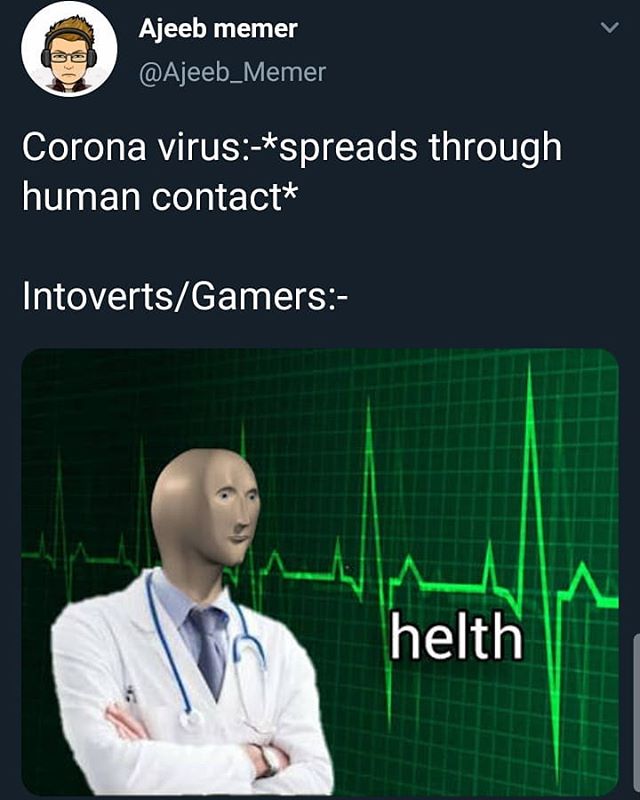 Ajeeb memer
@Ajeeb_Memer
Corona virus:-*spreads through
human contact*
Intoverts/Gamers:-
helth